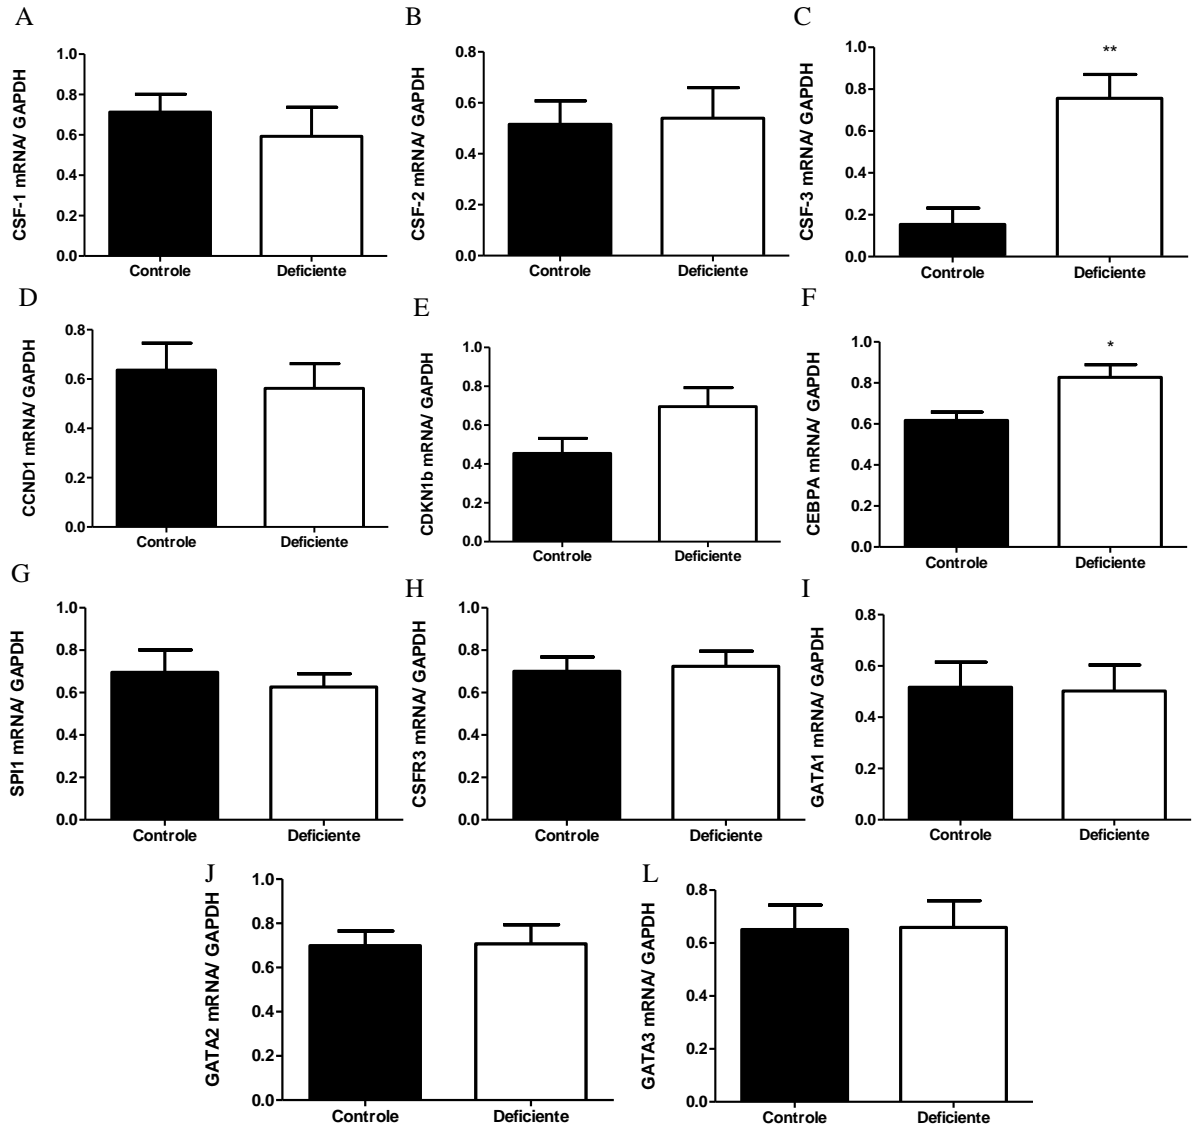 A
CSF-1 mRNA/ GAPDH
1.0
0.8
0.6
0.4
0.2
0.0
Controle
Deficiente
B
CSF-2 mRNA/ GAPDH
0.8
0.6
0.4
0.2
0.0
Controle
Deficiente
C
CSF-3 mRNA/ GAPDH
1.0
0.8
0.6
0.4
0.2
0.0
**
Controle
Deficiente
D
CCND1 mRNA/ GAPDH
0.8
0.6
0.4
0.2
0.0
Controle
Deficiente
E
CDKN1b mRNA/ GAPDH
1.0
0.8
0.6
0.4
0.2
0.0
Controle
Deficiente
F
CEBPA mRNA/ GAPDH
1.0
0.8
0.6
0.4
0.2
0.0
*
Controle
Deficiente
G
SPI1 mRNA/ GAPDH
1.0
0.8
0.6
0.4
0.2
0.0
Controle
Deficiente
H
CSFR3 mRNA/ GAPDH
1.0
0.8
0.6
0.4
0.2
0.0
Controle
Deficiente
I
GATA1 mRNA/ GAPDH
0.8
0.6
0.4
0.2
0.0
Controle
Deficiente
J
GATA2 mRNA/ GAPDH
1.0
0.8
0.6
0.4
0.2
0.0
Controle
Deficiente
L
GATA3 mRNA/ GAPDH
0.8
0.6
0.4
0.2
0.0
Controle
Deficiente